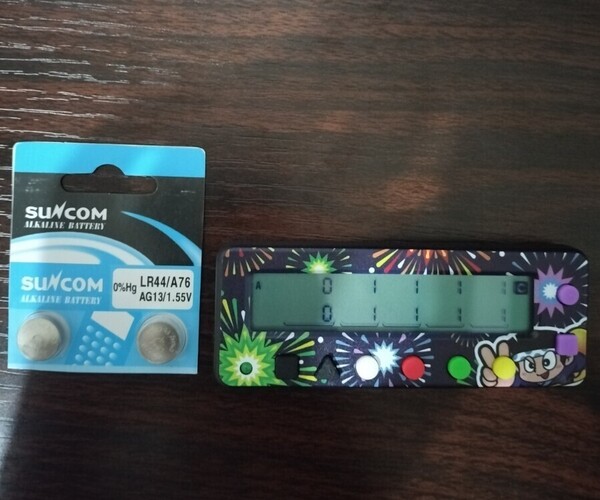 SUNCOM
ALKALINE BATTERY
SUNCOM
ALKALINE BATTERY
0%Hg
LR44/A76
AG13/1.55V
A
0 1 1 1 1
0 1 1 1 1